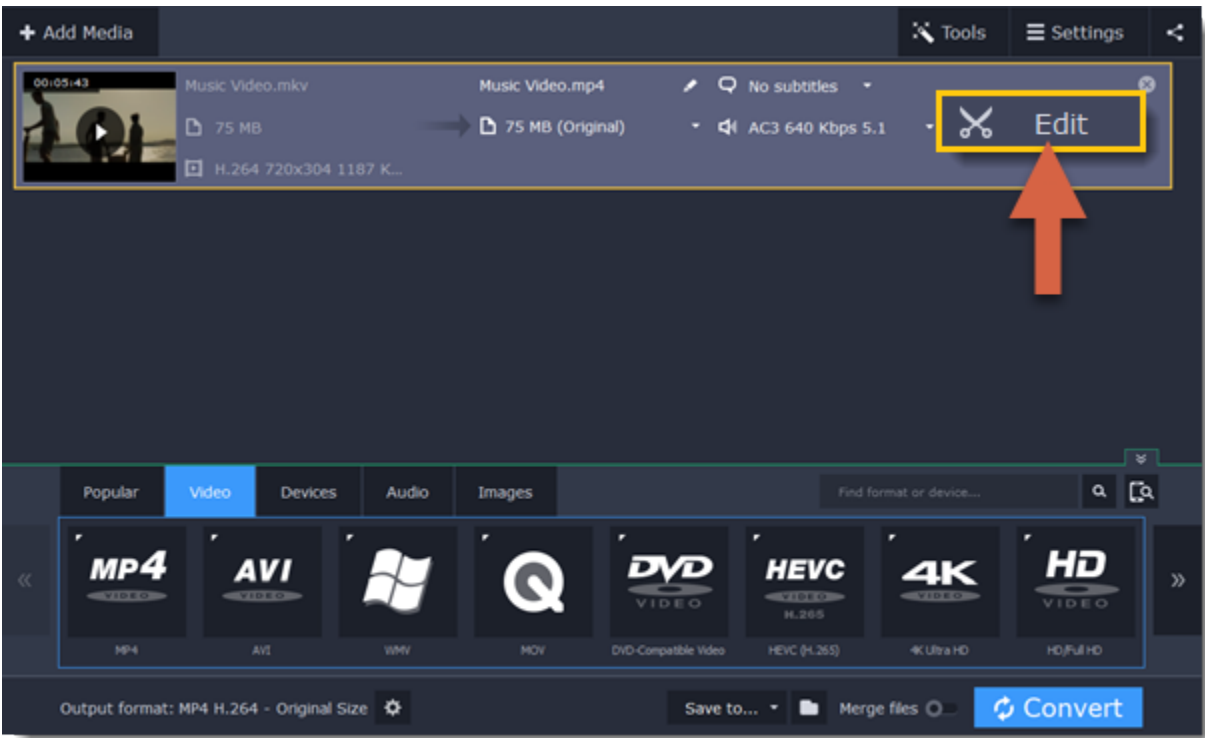 Add Media
Tools
Settings
00:05:43
Music Video.mkv
75 MB
H.264 720x304 1187 K...
Music Video.mp4
75 MB (Original)
No subtitles
AC3 640 Kbps 5.1
Edit
Popular
Video
Devices
Audio
Images
Find format or device...
MP4
VIDEO
AVI
VIDEO
DVD
VIDEO
HEVC
VIDEO
H.265
4K
VIDEO
HD
VIDEO
MP4
AVI
WMV
MOV
DVD-Compatible Video
HEVC (H.265)
4K Ultra HD
HD/Full HD
Output format: MP4 H.264 - Original Size
Save to...
Merge files
Convert